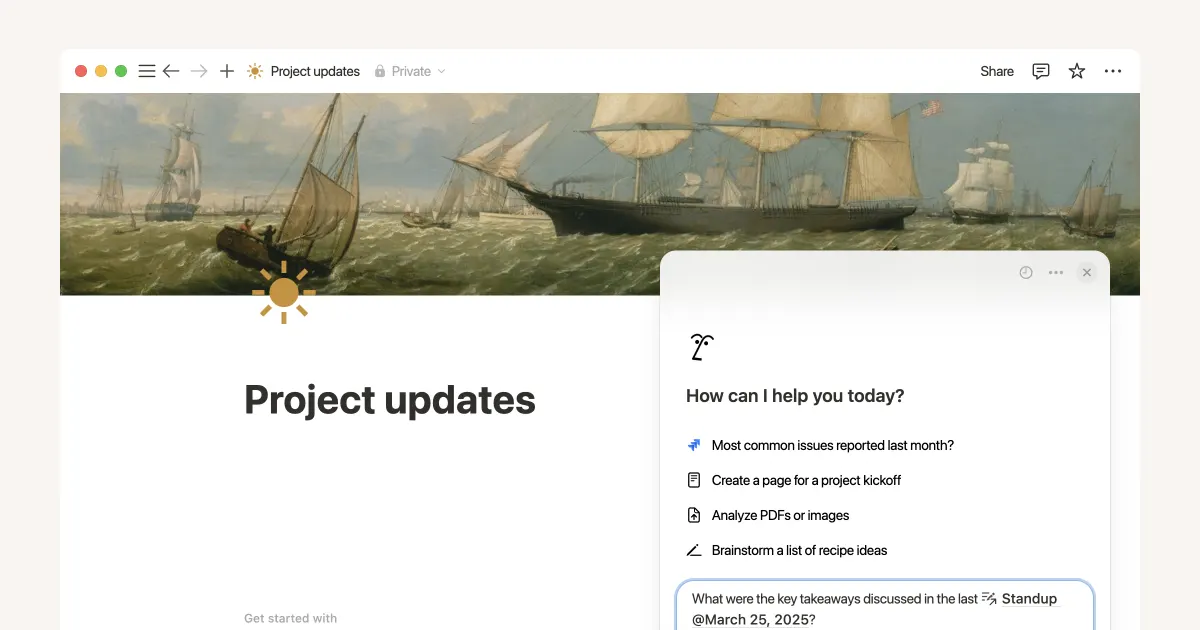 Project updates
Private
Share
Project updates
Get started with
How can I help you today?
Most common issues reported last month?
Create a page for a project kickoff
Analyze PDFs or images
Brainstorm a list of recipe ideas
What were the key takeaways discussed in the last Standup
@March 25, 2025?